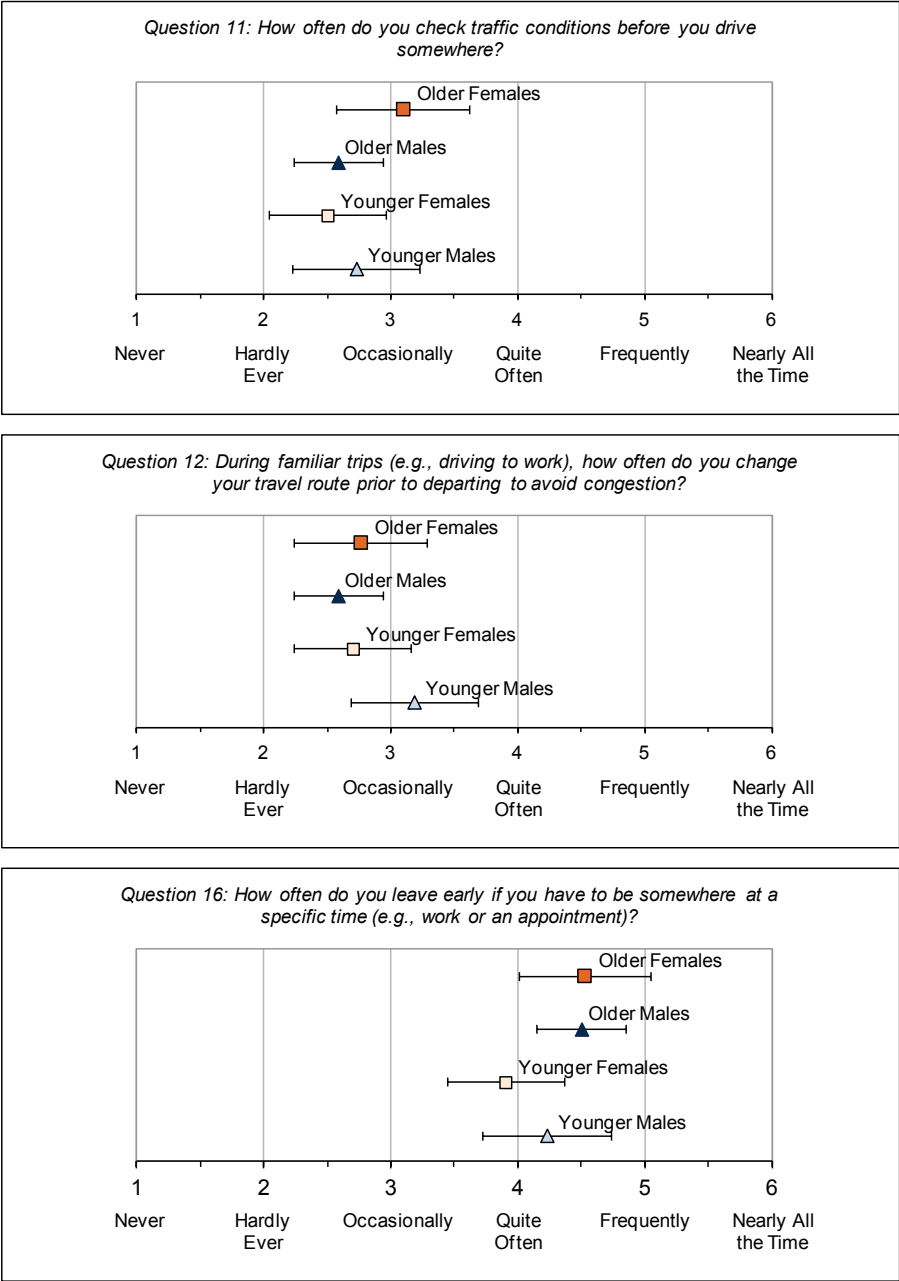 Question 11: How often do you check traffic conditions before you drive
somewhere?
Older Females
Older Males
Younger Females
Younger Males
1 2 3 4 5 6
Never Hardly Occasionally Quite Frequently Nearly All
Ever Often the Time
Question 12: During familiar trips (e.g., driving to work), how often do you change
your travel route prior to departing to avoid congestion?
Older Females
Older Males
Younger Females
Younger Males
1 2 3 4 5 6
Never Hardly Occasionally Quite Frequently Nearly All
Ever Often the Time
Question 16: How often do you leave early if you have to be somewhere at a
specific time (e.g., work or an appointment)?
Older Females
Older Males
Younger Females
Younger Males
1 2 3 4 5 6
Never Hardly Occasionally Quite Frequently Nearly All
Ever Often the Time